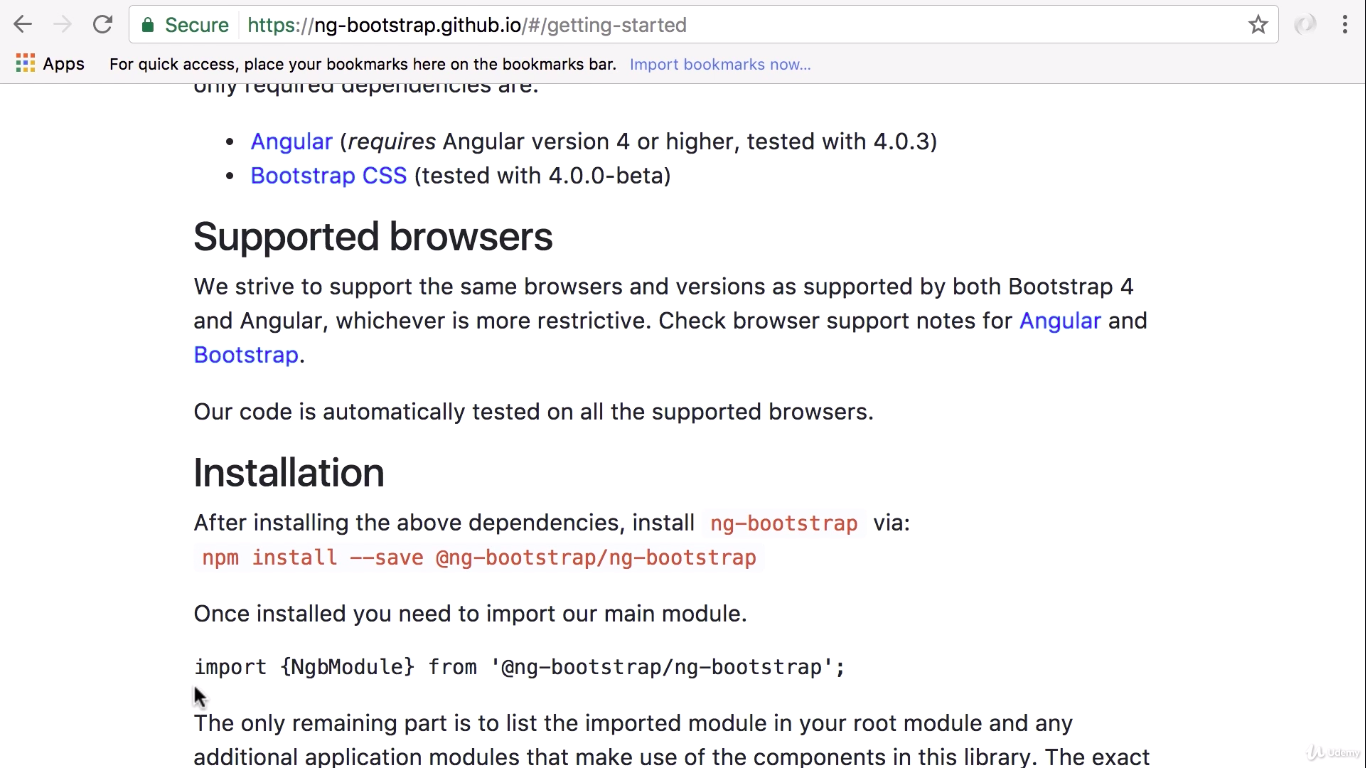 Secure https://ng-bootstrap.github.io/#/getting-started
Apps For quick access, place your bookmarks here on the bookmarks bar. Import bookmarks now...
only required dependencies are:
• Angular (requires Angular version 4 or higher, tested with 4.0.3)
• Bootstrap CSS (tested with 4.0.0-beta)
Supported browsers
We strive to support the same browsers and versions as supported by both Bootstrap 4
and Angular, whichever is more restrictive. Check browser support notes for Angular and
Bootstrap.
Our code is automatically tested on all the supported browsers.
Installation
After installing the above dependencies, install ng-bootstrap via:
npm install --save @ng-bootstrap/ng-bootstrap
Once installed you need to import our main module.
import {NgbModule} from '@ng-bootstrap/ng-bootstrap';
The only remaining part is to list the imported module in your root module and any
additional application modules that make use of the components in this library. The exact
Udemy